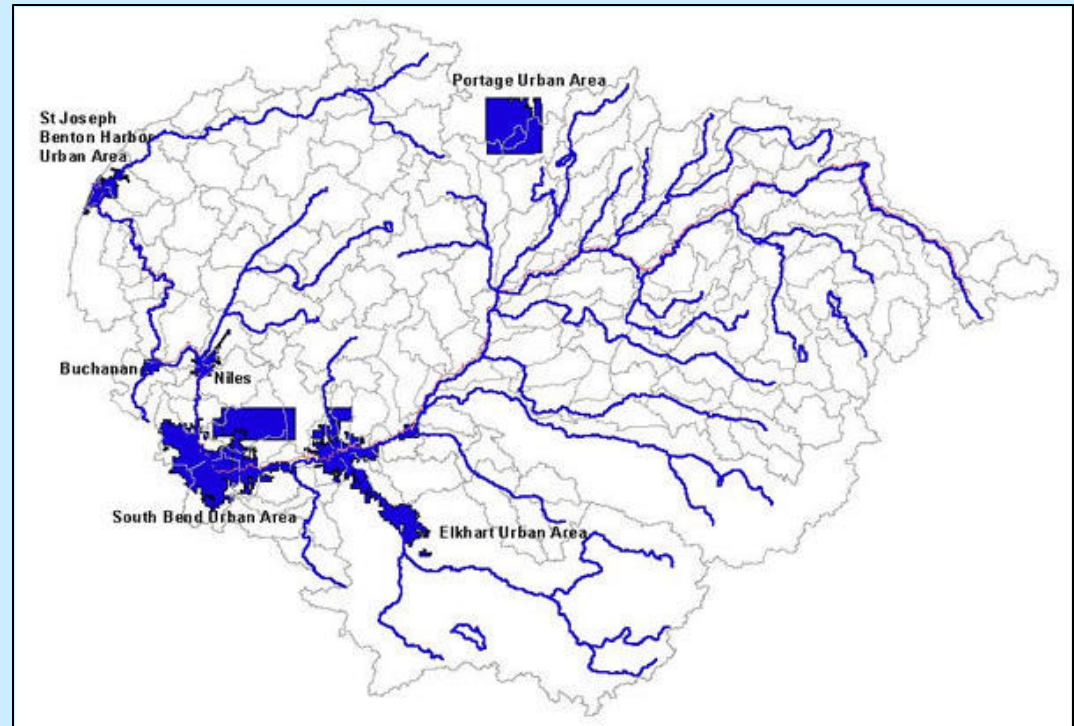 Portage Urban Area
St Joseph
Benton Harbor
Urban Area
Buchanan
Niles
South Bend Urban Area
Elkhart Urban Area